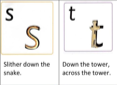 s
t
s
t
Slither down the
snake.
Down the tower,
across the tower.